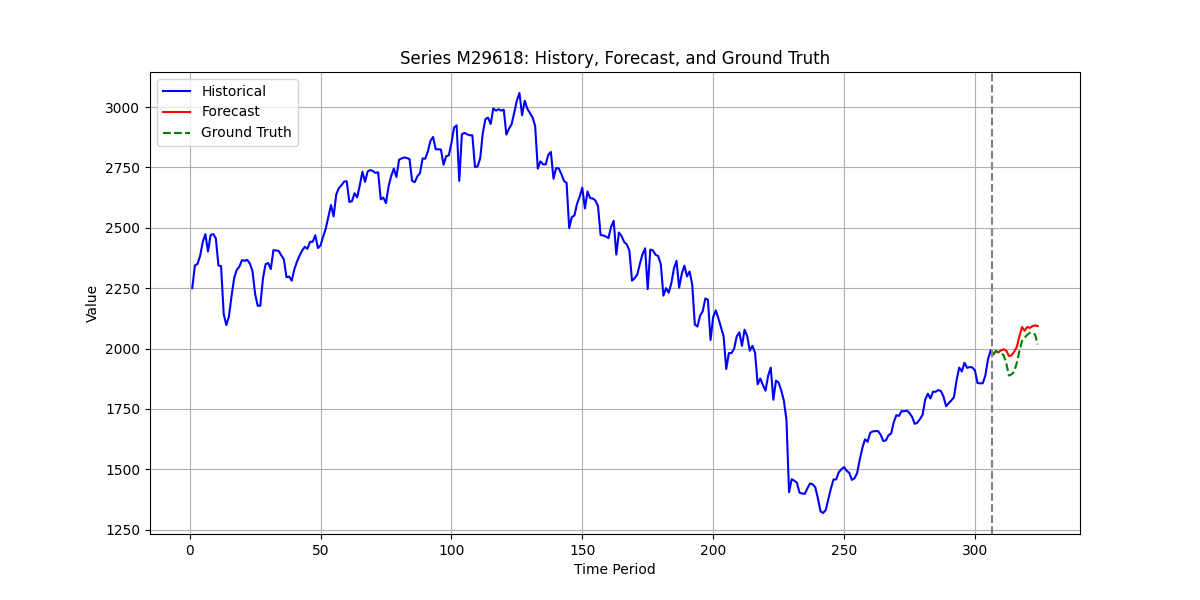 Series M29618: History, Forecast, and Ground Truth
Historical
Forecast
Ground Truth
3000
2750
2500
2250
2000
1750
1500
1250
Value
0 50 100 150 200 250 300
Time Period